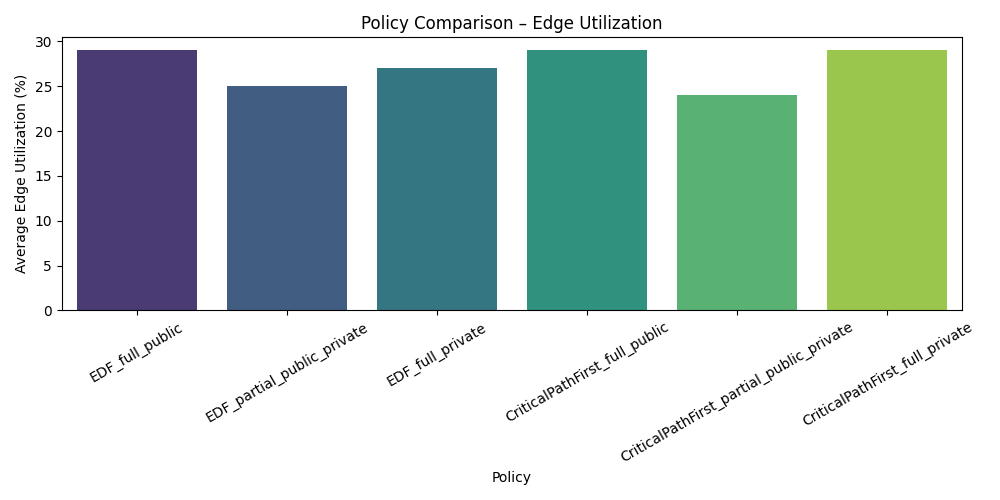 Policy Comparison – Edge Utilization
Average Edge Utilization (%)
30
25
20
15
10
5
0
EDF_full_public
EDF_partial_public_private
EDF_full_private
CriticalPathFirst_full_public
CriticalPathFirst_partial_public_private
CriticalPathFirst_full_private
Policy